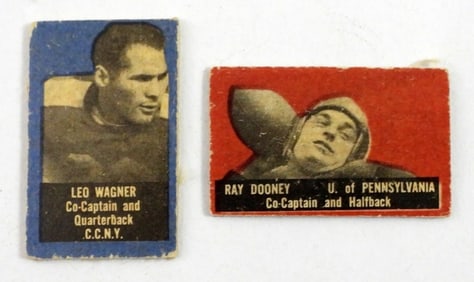 LEO WAGNER
Co-Captain and
Quarterback
C.C.N.Y.
RAY DOONEY U. of PENNSYLVANIA
Co-Captain and Halfback